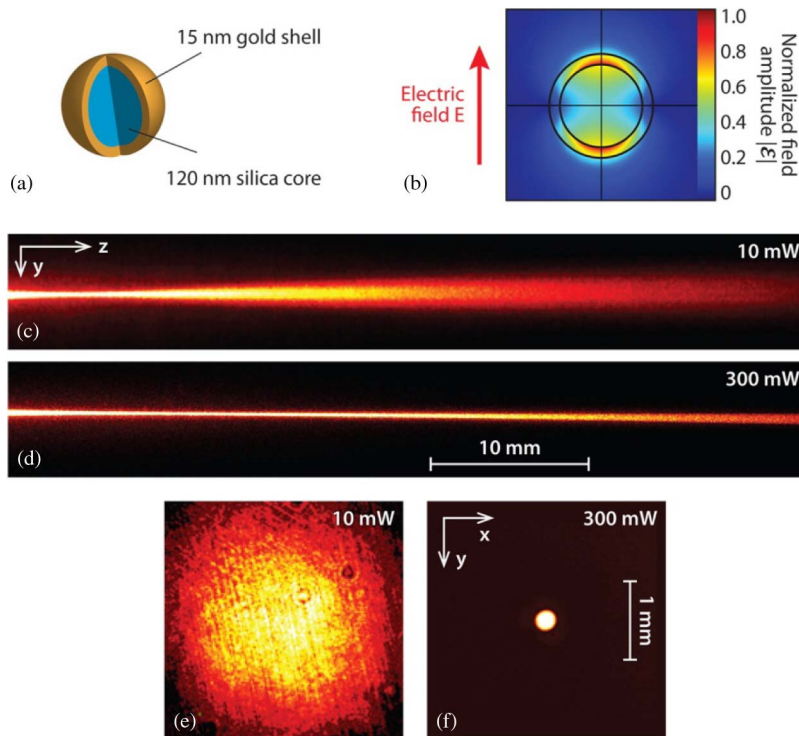 15 nm gold shell
120 nm silica core
(a)
Electric
field E
(b)
1.0
0.8
0.6
0.4
0.2
0
Normalized field
amplitude |ℰ|
z
y
10 mW
(c)
300 mW
10 mm
(d)
10 mW
(e)
x
y
300 mW
1 mm
(f)